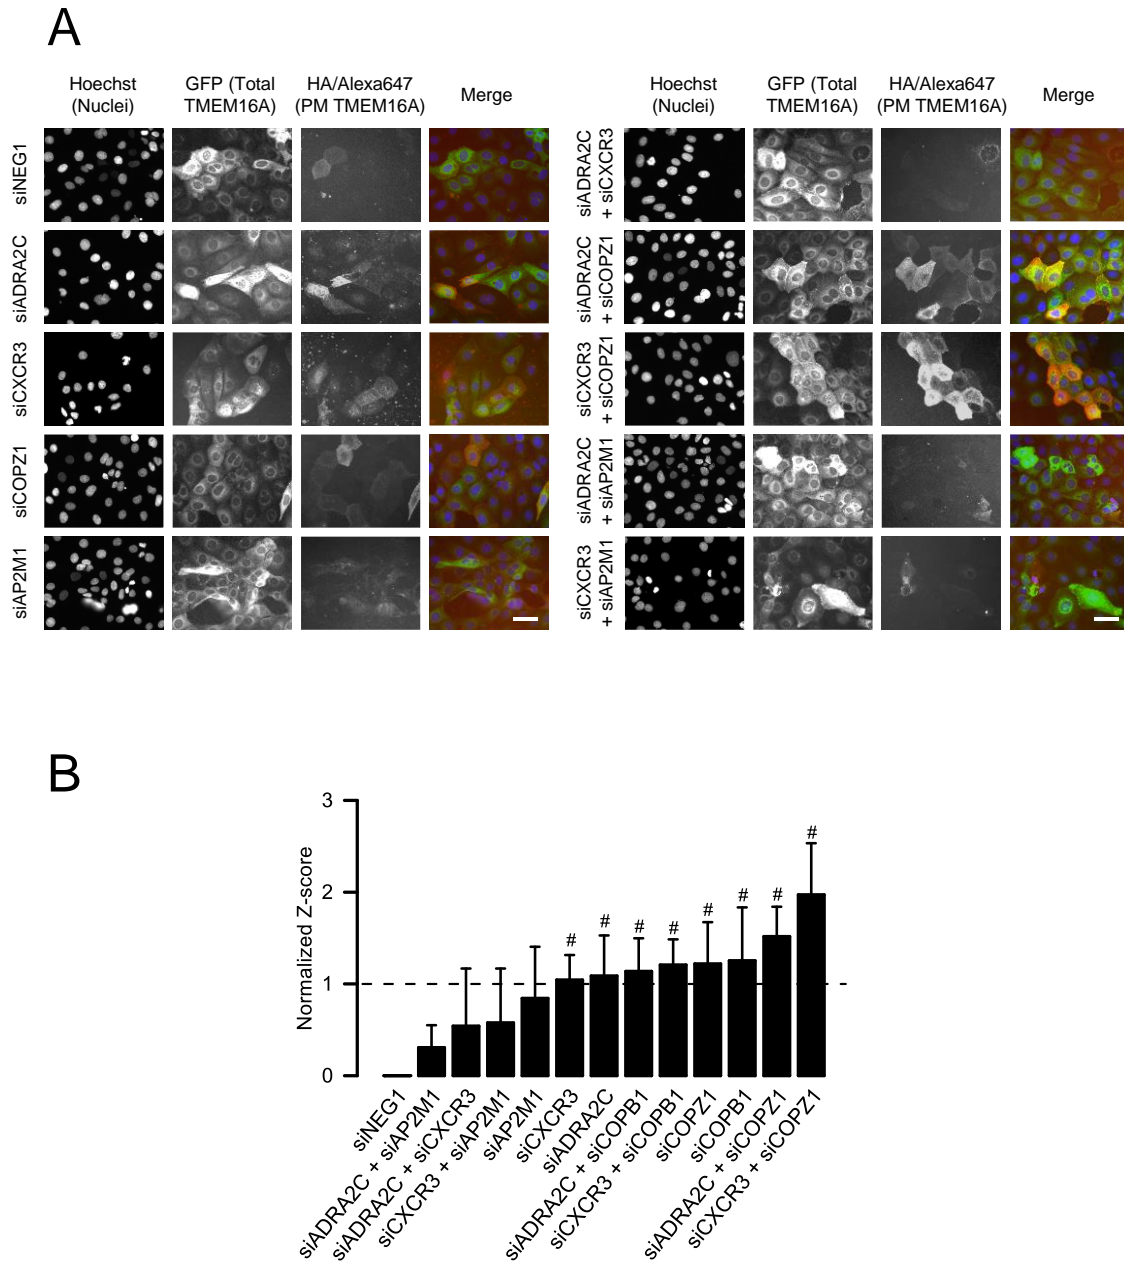 A
Hoechst
(Nuclei)
GFP (Total
TMEM16A)
HA/Alexa647
(PM TMEM16A)
Merge
siNEG1
siADRA2C
siCXCR3
siCOPZ1
siAP2M1
Hoechst
(Nuclei)
GFP (Total
TMEM16A)
HA/Alexa647
(PM TMEM16A)
Merge
siADRA2C
+ siCXCR3
siADRA2C
+ siCOPZ1
siCXCR3
+ siCOPZ1
siADRA2C
+ siAP2M1
siCXCR3
+ siAP2M1
B
Normalized Z-score
3
2
1
0
# # # # # # # #
siNEG1
siADRA2C + siAP2M1
siADRA2C + siCXCR3
siCXCR3 + siAP2M1
siAP2M1
siCXCR3
siADRA2C
siADRA2C + siCOPB1
siCXCR3 + siCOPB1
siCOPZ1
siCOPB1
siADRA2C + siCOPZ1
siCXCR3 + siCOPZ1